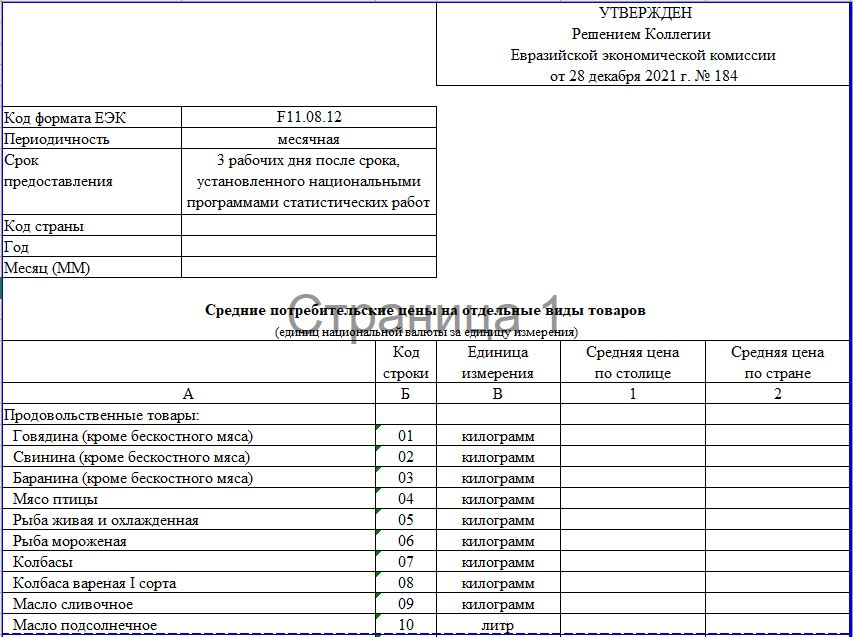 УТВЕРЖДЕН
Решением Коллегии
Евразийской экономической комиссии
от 28 декабря 2021 г. № 184
Код формата ЕЭК F11.08.12
Периодичность месячная
Срок 3 рабочих дня после срока,
предоставления установленного национальными
программами статистических работ
Код страны
Год
Месяц (ММ)
Страница 1
Средние потребительские цены на отдельные виды товаров
(единиц национальной валюты за единицу измерения)
Код Единица Средняя цена Средняя цена
строки измерения по столице по стране
А Б В 1 2
Продовольственные товары:
Говядина (кроме бескостного мяса) 01 килограмм
Свинина (кроме бескостного мяса) 02 килограмм
Баранина (кроме бескостного мяса) 03 килограмм
Мясо птицы 04 килограмм
Рыба живая и охлажденная 05 килограмм
Рыба мороженая 06 килограмм
Колбасы 07 килограмм
Колбаса вареная I сорта 08 килограмм
Масло сливочное 09 килограмм
Масло подсолнечное 10 литр